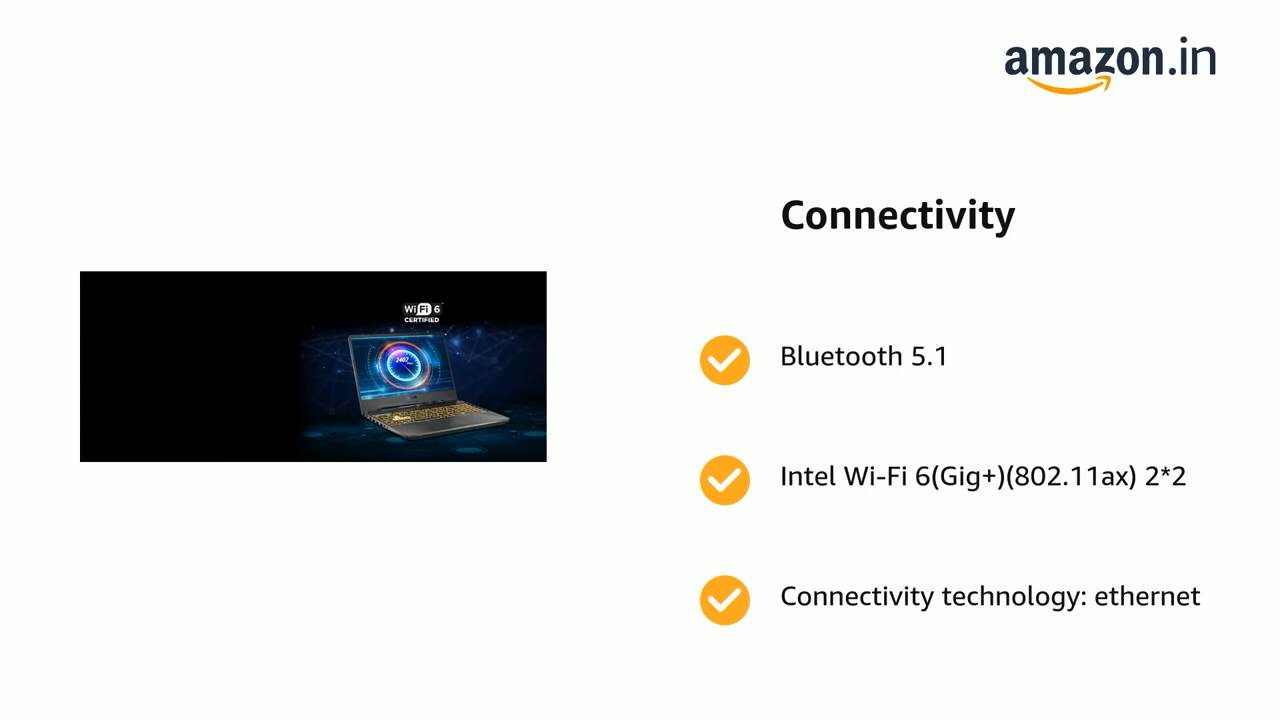 amazon.in
Connectivity
WiFi 6
CERTIFIED
2402
Bluetooth 5.1
Intel Wi-Fi 6(Gig+)(802.11ax) 2*2
Connectivity technology: ethernet